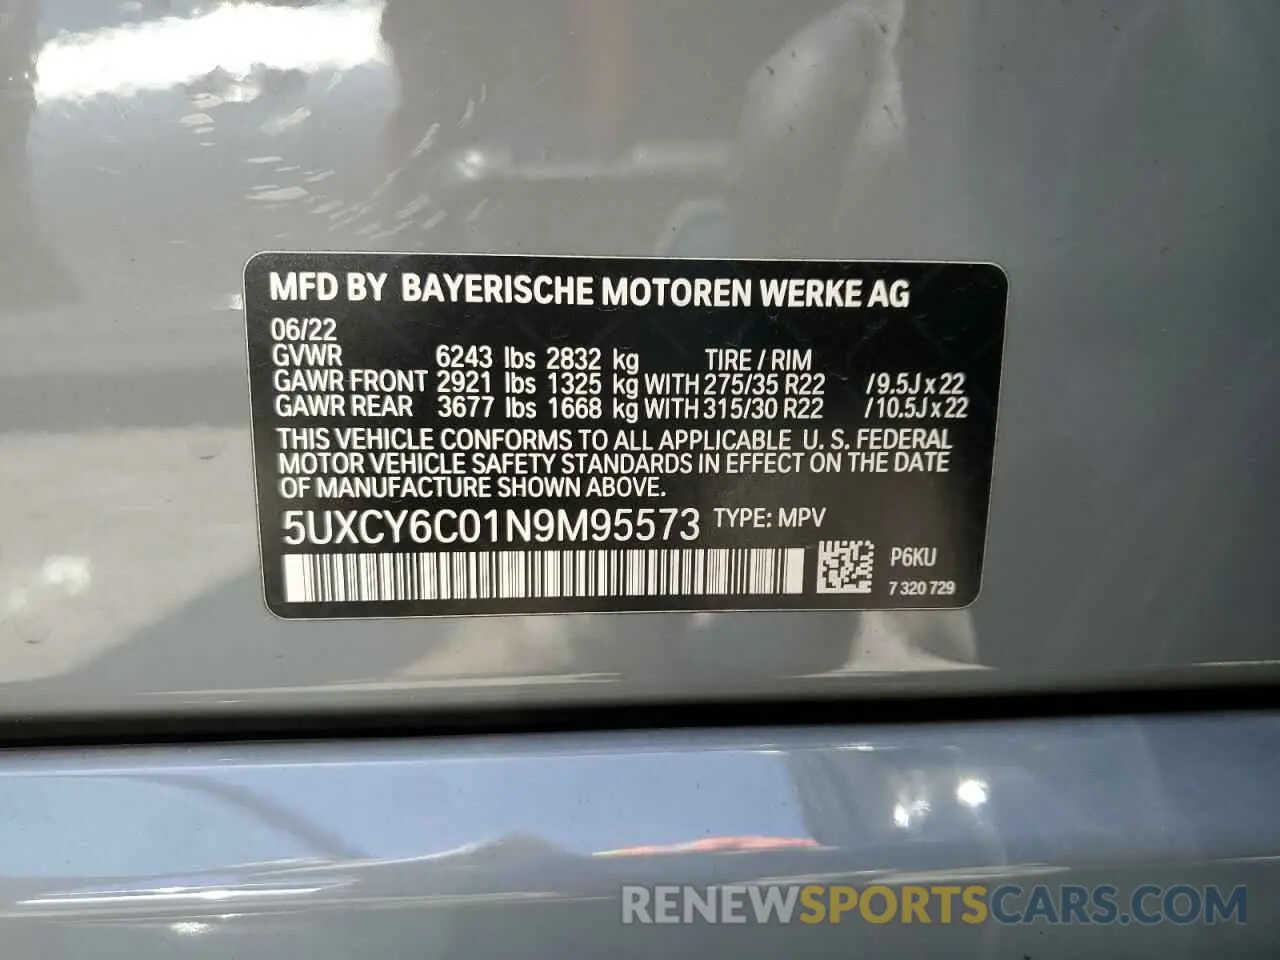 MFD BY BAYERISCHE MOTOREN WERKE AG
06/22
GVWR 6243 lbs 2832 kg TIRE / RIM
GAWR FRONT 2921 lbs 1325 kg WITH 275/35 R22 /9.5J x 22
GAWR REAR 3677 lbs 1668 kg WITH 315/30 R22 /10.5J x 22
THIS VEHICLE CONFORMS TO ALL APPLICABLE U. S. FEDERAL
MOTOR VEHICLE SAFETY STANDARDS IN EFFECT ON THE DATE
OF MANUFACTURE SHOWN ABOVE.
5UXCY6C01N9M95573 TYPE: MPV
P6KU
7 320 729
RENEWSPORTSCARS.COM